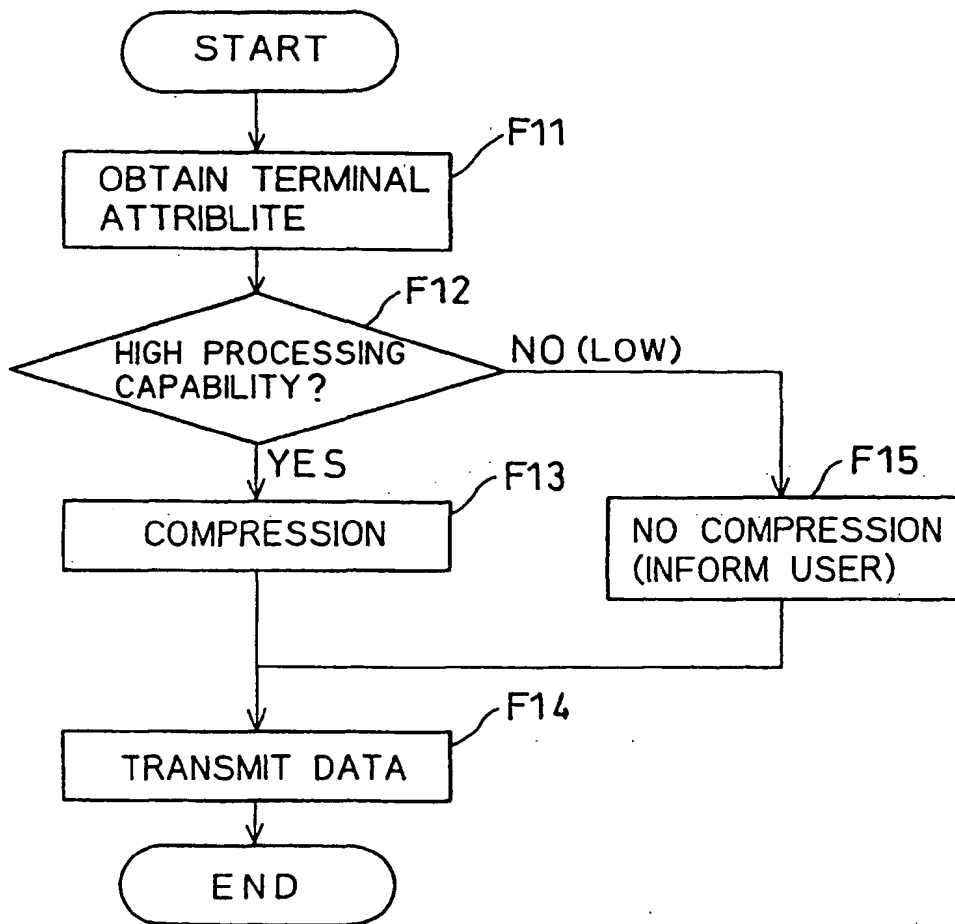 START
F11
OBTAIN TERMINAL
ATTRIBLITE
F12
HIGH PROCESSING
CAPABILITY?
NO (LOW)
YES
F13
COMPRESSION
F15
NO COMPRESSION
(INFORM USER)
F14
TRANSMIT DATA
END